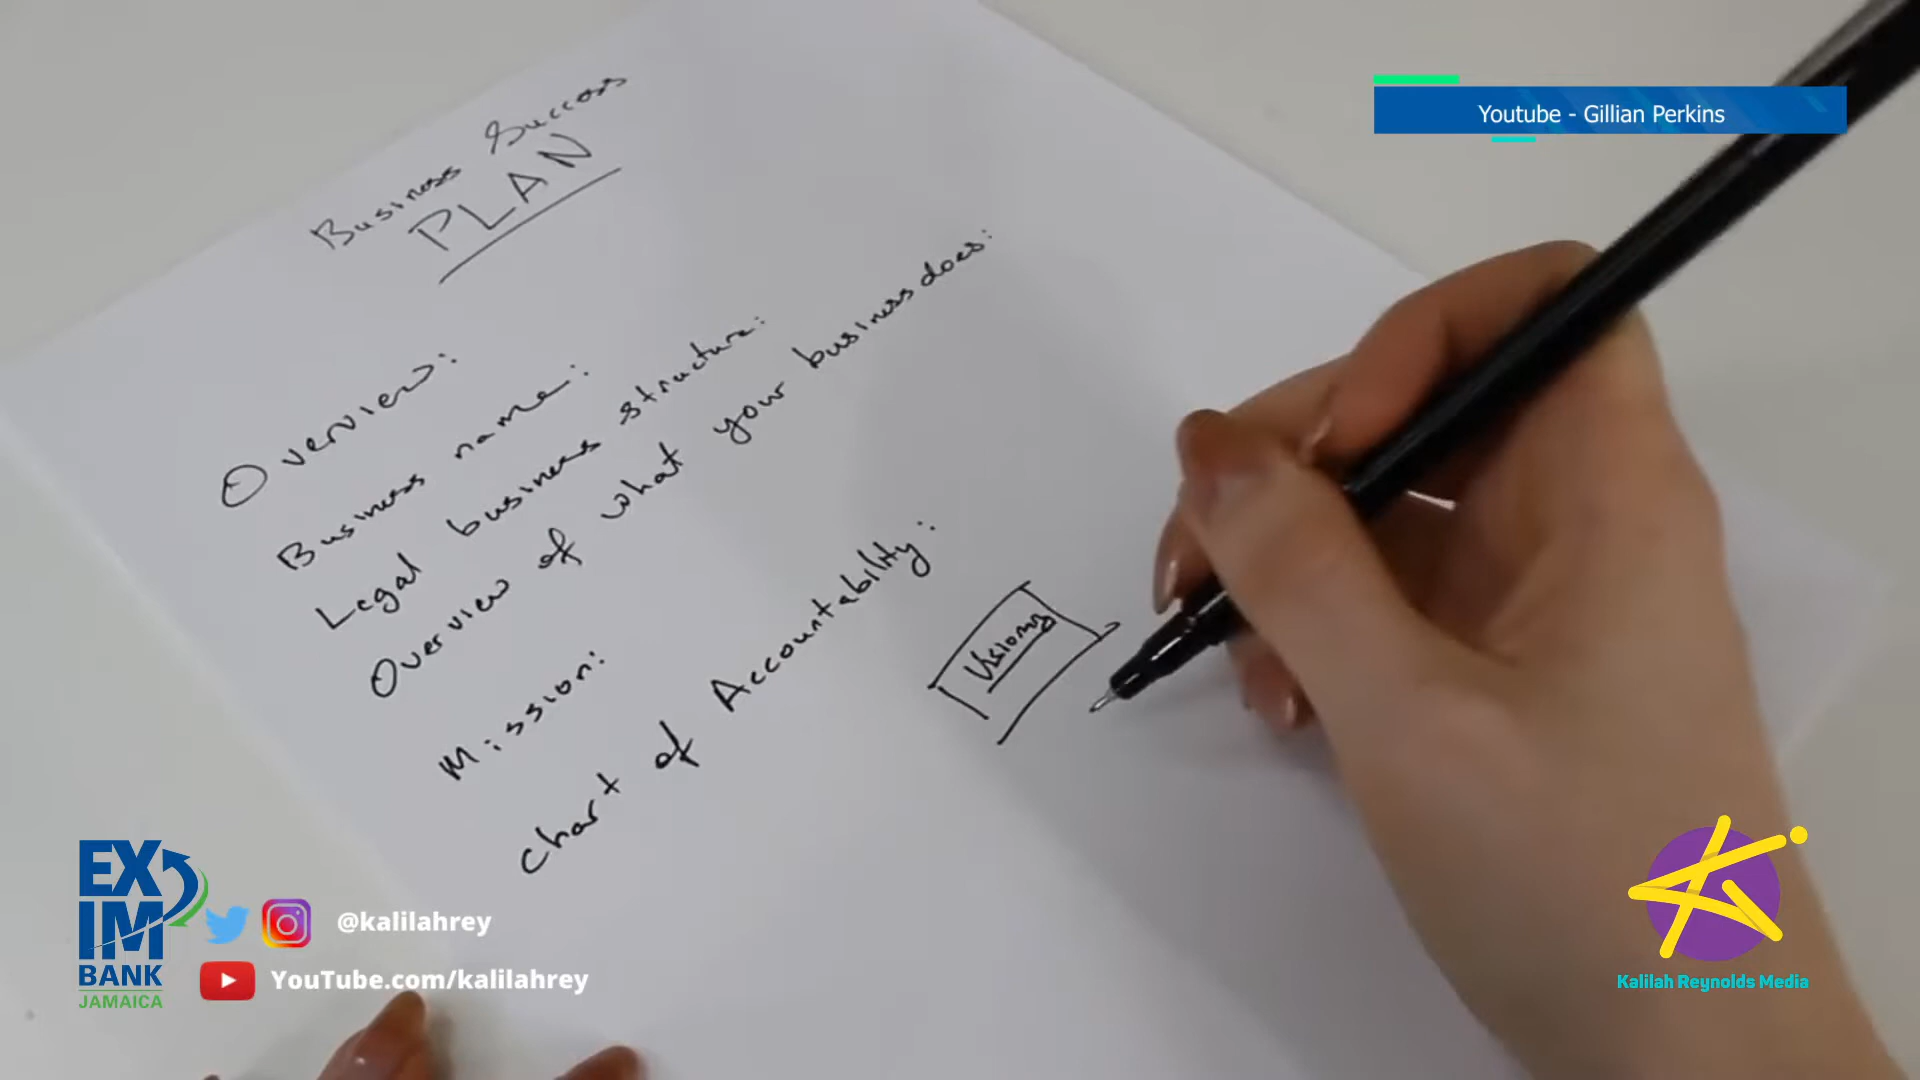 Business Success
PLAN
Overview:
Business name:
Legal business structure:
Overview of what your business does:
Mission:
Chart of Accountability:
Youtube - Gillian Perkins
EX
IM
BANK
JAMAICA
@kalilahrey
YouTube.com/kalilahrey
Kalilah Reynolds Media